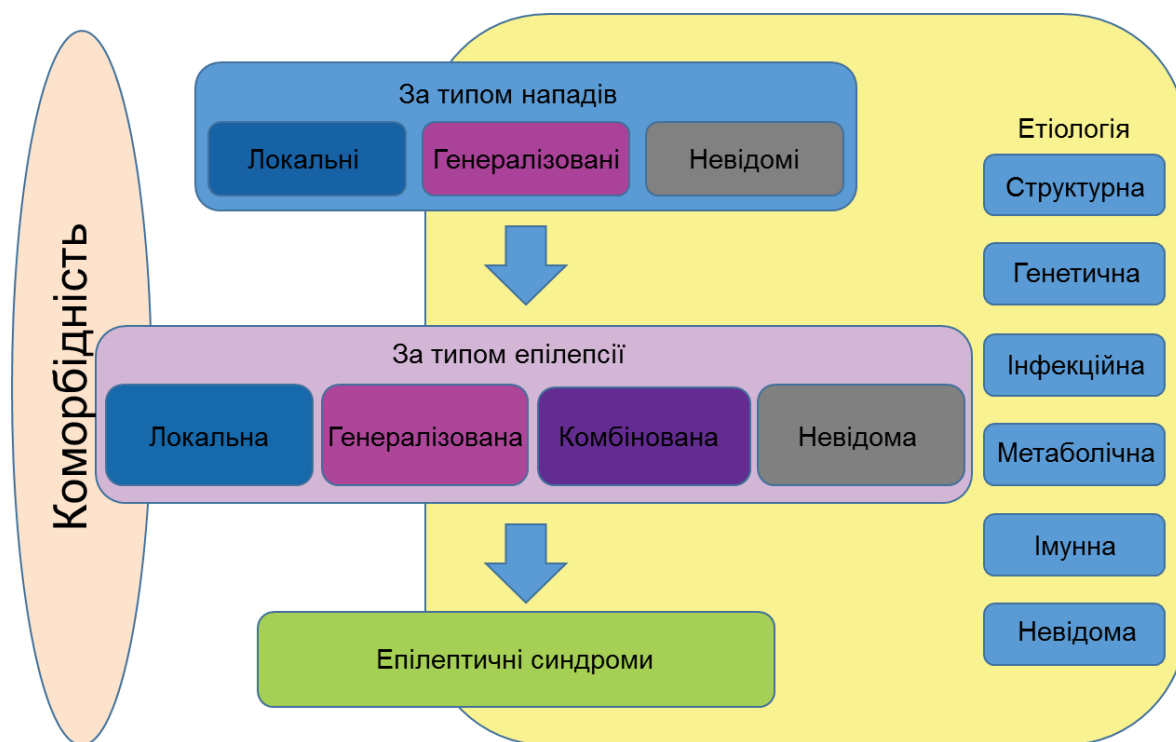 Коморбідність
За типом нападів
Локальні
Генералізовані
Невідомі
За типом епілепсії
Локальна
Генералізована
Комбінована
Невідома
Епілептичні синдроми
Етіологія
Структурна
Генетична
Інфекційна
Метаболічна
Імунна
Невідома